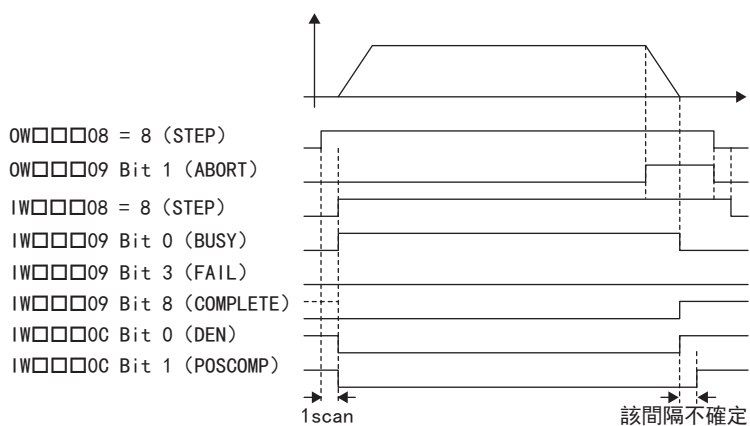 OW□□□08 = 8 (STEP)
OW□□□09 Bit 1 (ABORT)
IW□□□08 = 8 (STEP)
IW□□□09 Bit 0 (BUSY)
IW□□□09 Bit 3 (FAIL)
IW□□□09 Bit 8 (COMPLETE)
IW□□□0C Bit 0 (DEN)
IW□□□0C Bit 1 (POSCOMP)
1scan
該間隔不確定